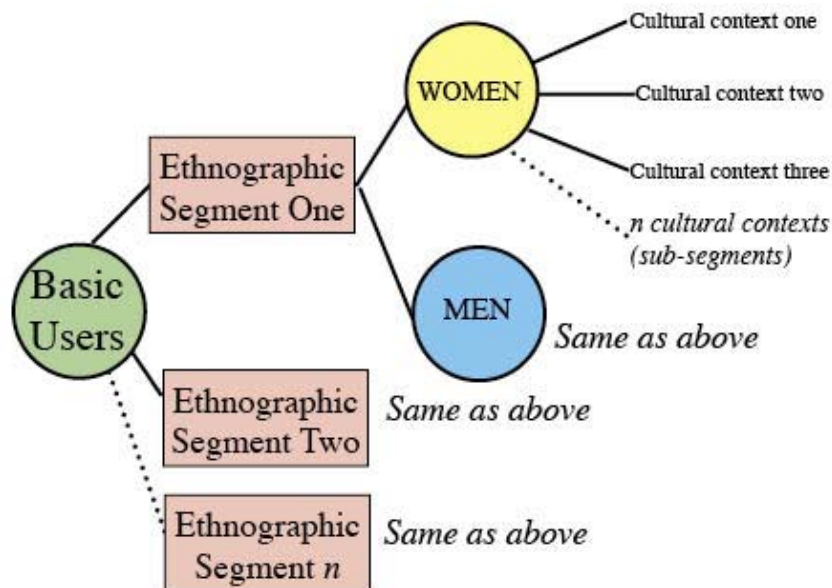 Cultural context one
WOMEN
Cultural context two
Ethnographic
Segment One
Cultural context three
n cultural contexts
(sub-segments)
Basic
Users
MEN
Same as above
Ethnographic
Segment Two
Same as above
Ethnographic
Segment n
Same as above